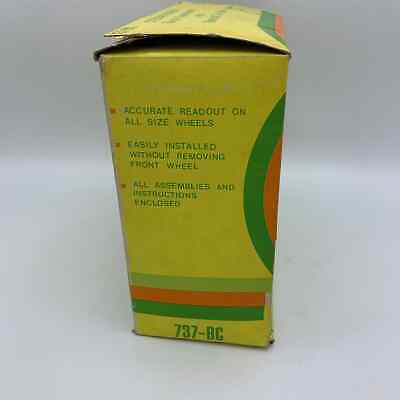 ACCURATE READOUT ON
ALL SIZE WHEELS
EASILY INSTALLED
WITHOUT REMOVING
FRONT WHEEL
ALL ASSEMBLIES AND
INSTRUCTIONS
ENCLOSED
737-BC